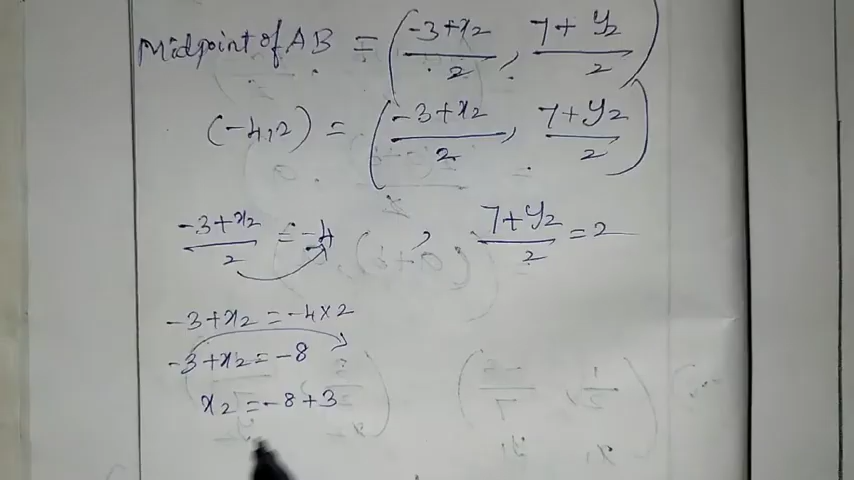 Midpoint of AB = (-3+x₂/2, 7+y₂/2)
(-4,2) = (-3+x₂/2, 7+y₂/2)
-3+x₂/2 = -4 , 7+y₂/2 = 2
-3+x₂ = -4×2
-3+x₂ = -8
x₂ = -8+3